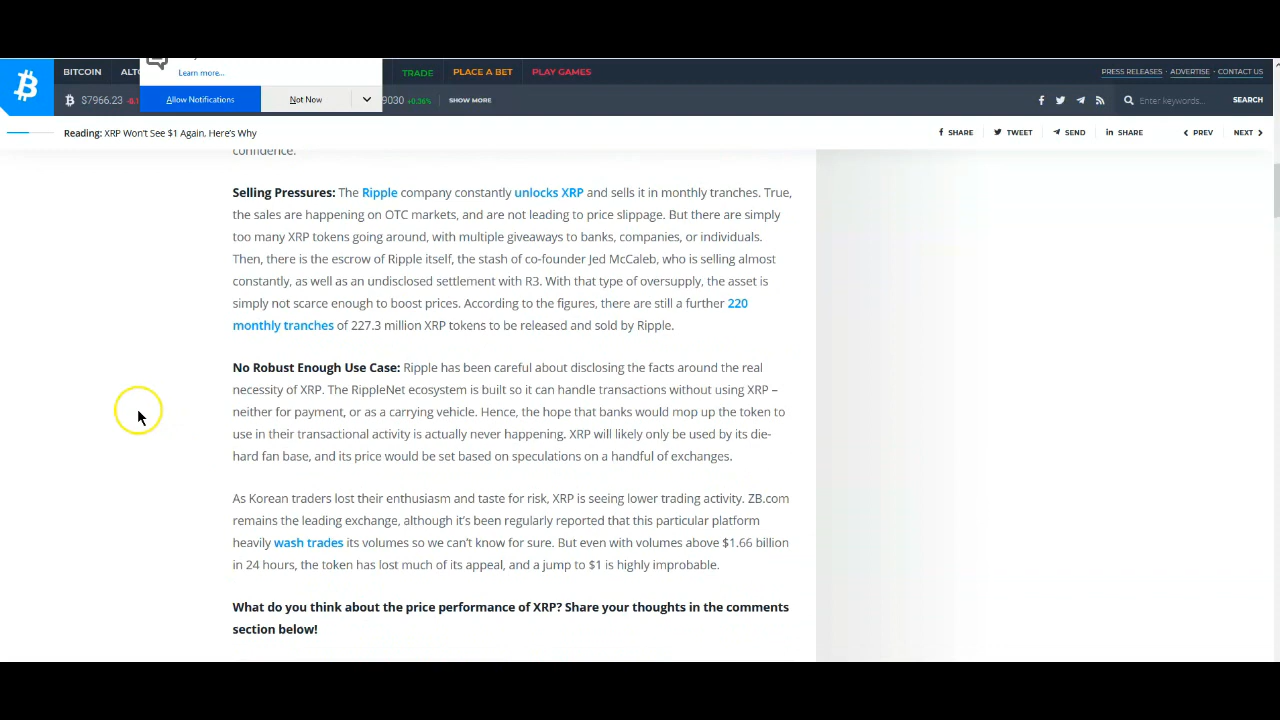 BITCOIN
Learn more...
TRADE
PLACE A BET
PLAY GAMES
PRESS RELEASES · ADVERTISE · CONTACT US
$7966.23
Allow Notifications
Not Now
9030 +0.36%
SHOW MORE
Enter keywords...
SEARCH
Reading: XRP Won't See $1 Again, Here's Why
SHARE
TWEET
SEND
SHARE
PREV
NEXT
confidence.
Selling Pressures: The Ripple company constantly unlocks XRP and sells it in monthly tranches. True,
the sales are happening on OTC markets, and are not leading to price slippage. But there are simply
too many XRP tokens going around, with multiple giveaways to banks, companies, or individuals.
Then, there is the escrow of Ripple itself, the stash of co-founder Jed McCaleb, who is selling almost
constantly, as well as an undisclosed settlement with R3. With that type of oversupply, the asset is
simply not scarce enough to boost prices. According to the figures, there are still a further 220
monthly tranches of 227.3 million XRP tokens to be released and sold by Ripple.
No Robust Enough Use Case: Ripple has been careful about disclosing the facts around the real
necessity of XRP. The RippleNet ecosystem is built so it can handle transactions without using XRP –
neither for payment, or as a carrying vehicle. Hence, the hope that banks would mop up the token to
use in their transactional activity is actually never happening. XRP will likely only be used by its die-
hard fan base, and its price would be set based on speculations on a handful of exchanges.
As Korean traders lost their enthusiasm and taste for risk, XRP is seeing lower trading activity. ZB.com
remains the leading exchange, although it's been regularly reported that this particular platform
heavily wash trades its volumes so we can't know for sure. But even with volumes above $1.66 billion
in 24 hours, the token has lost much of its appeal, and a jump to $1 is highly improbable.
What do you think about the price performance of XRP? Share your thoughts in the comments
section below!